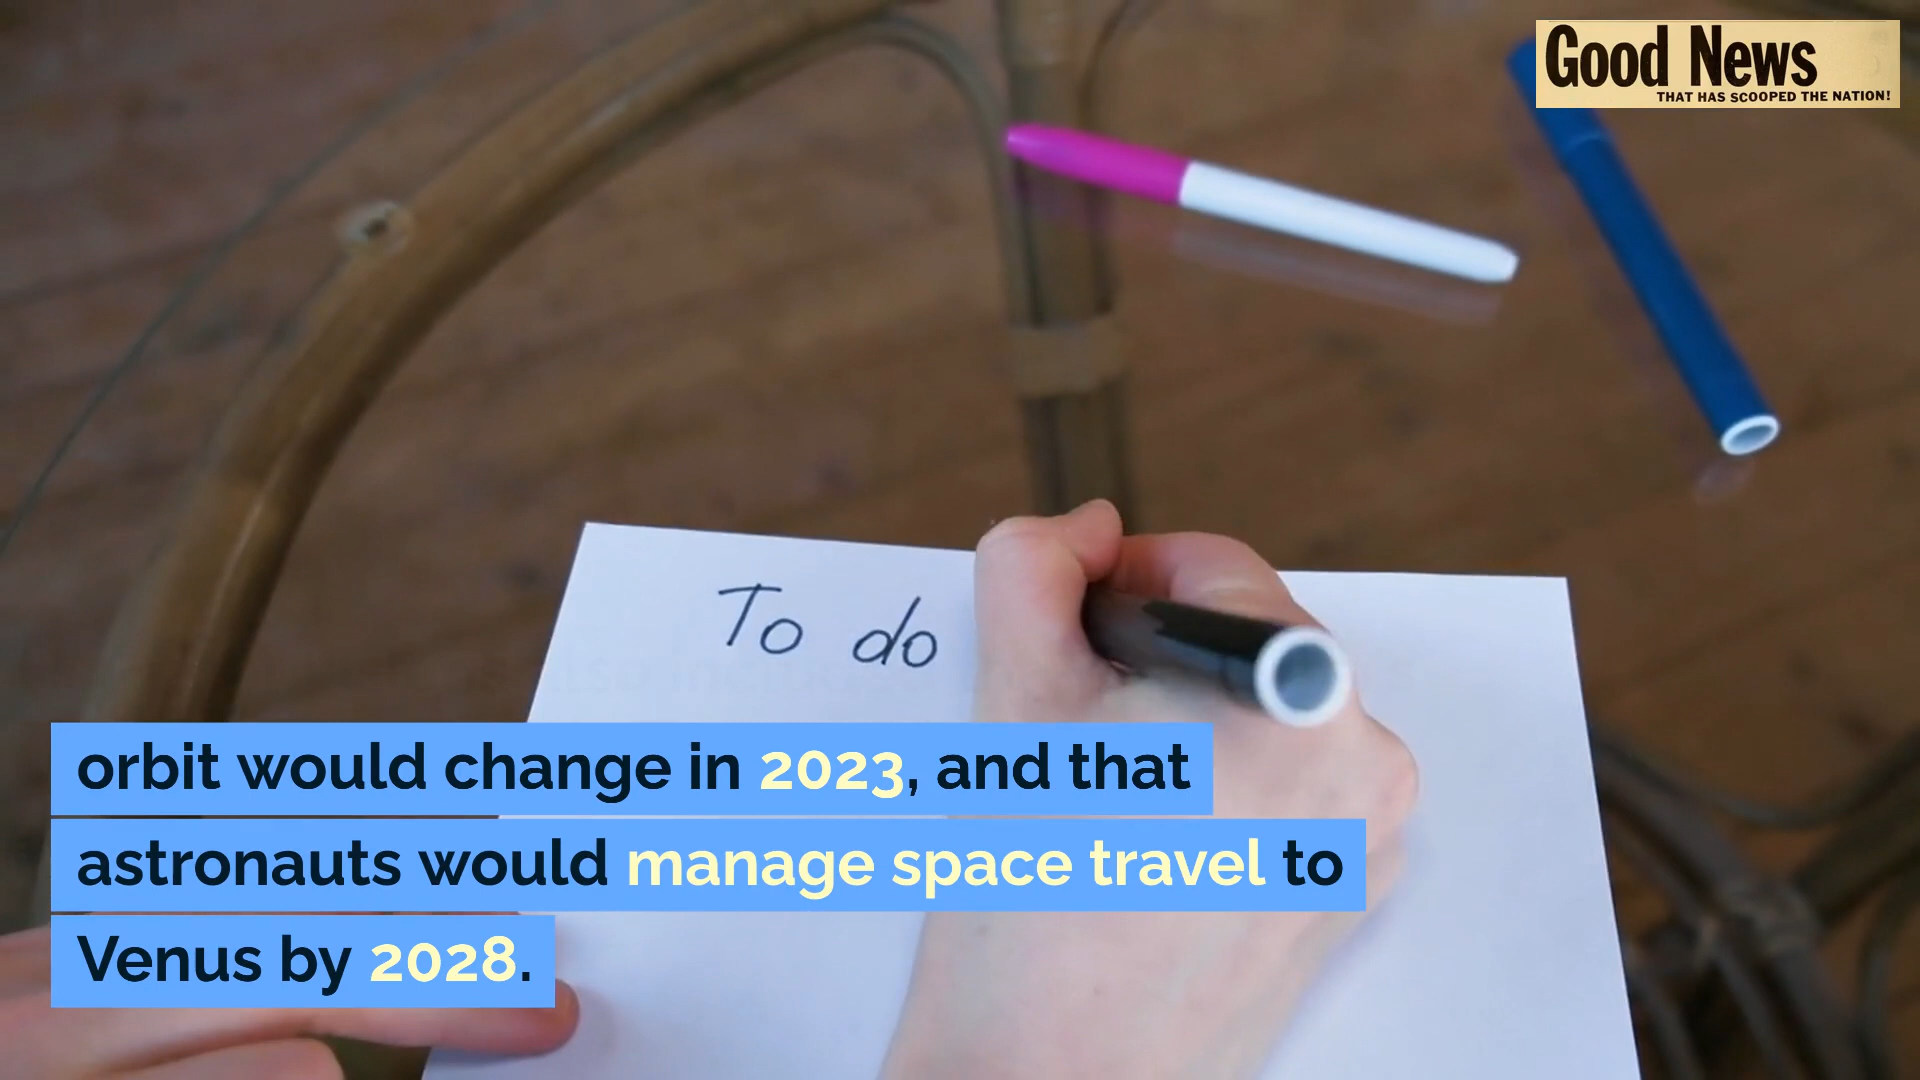 Good News
THAT HAS SCOOPED THE NATION!
To do
orbit would change in 2023, and that
astronauts would manage space travel to
Venus by 2028.